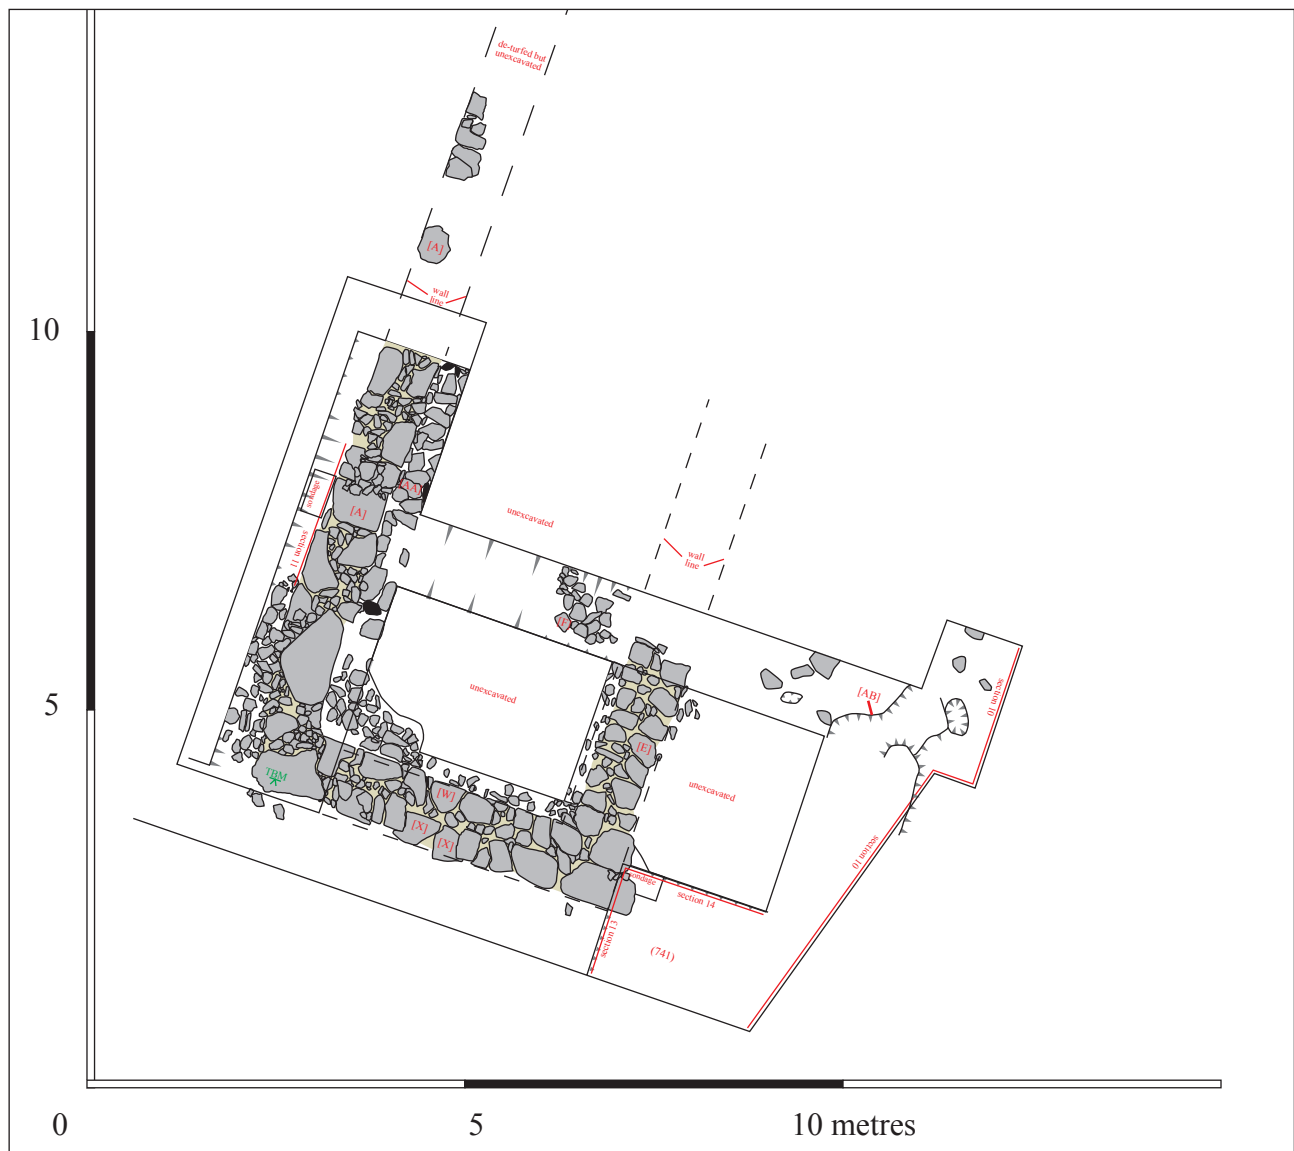 de-turfed but
unexcavated
[A]
wall
line
10
sondage
[AA]
[A]
section 11
unexcavated
wall
line
[F]
unexcavated
[AB]
section 10
5
[E]
TBM
[W]
unexcavated
[X]
[X]
section 10
sondage
section 14
section 13
(741)
0
5
10 metres